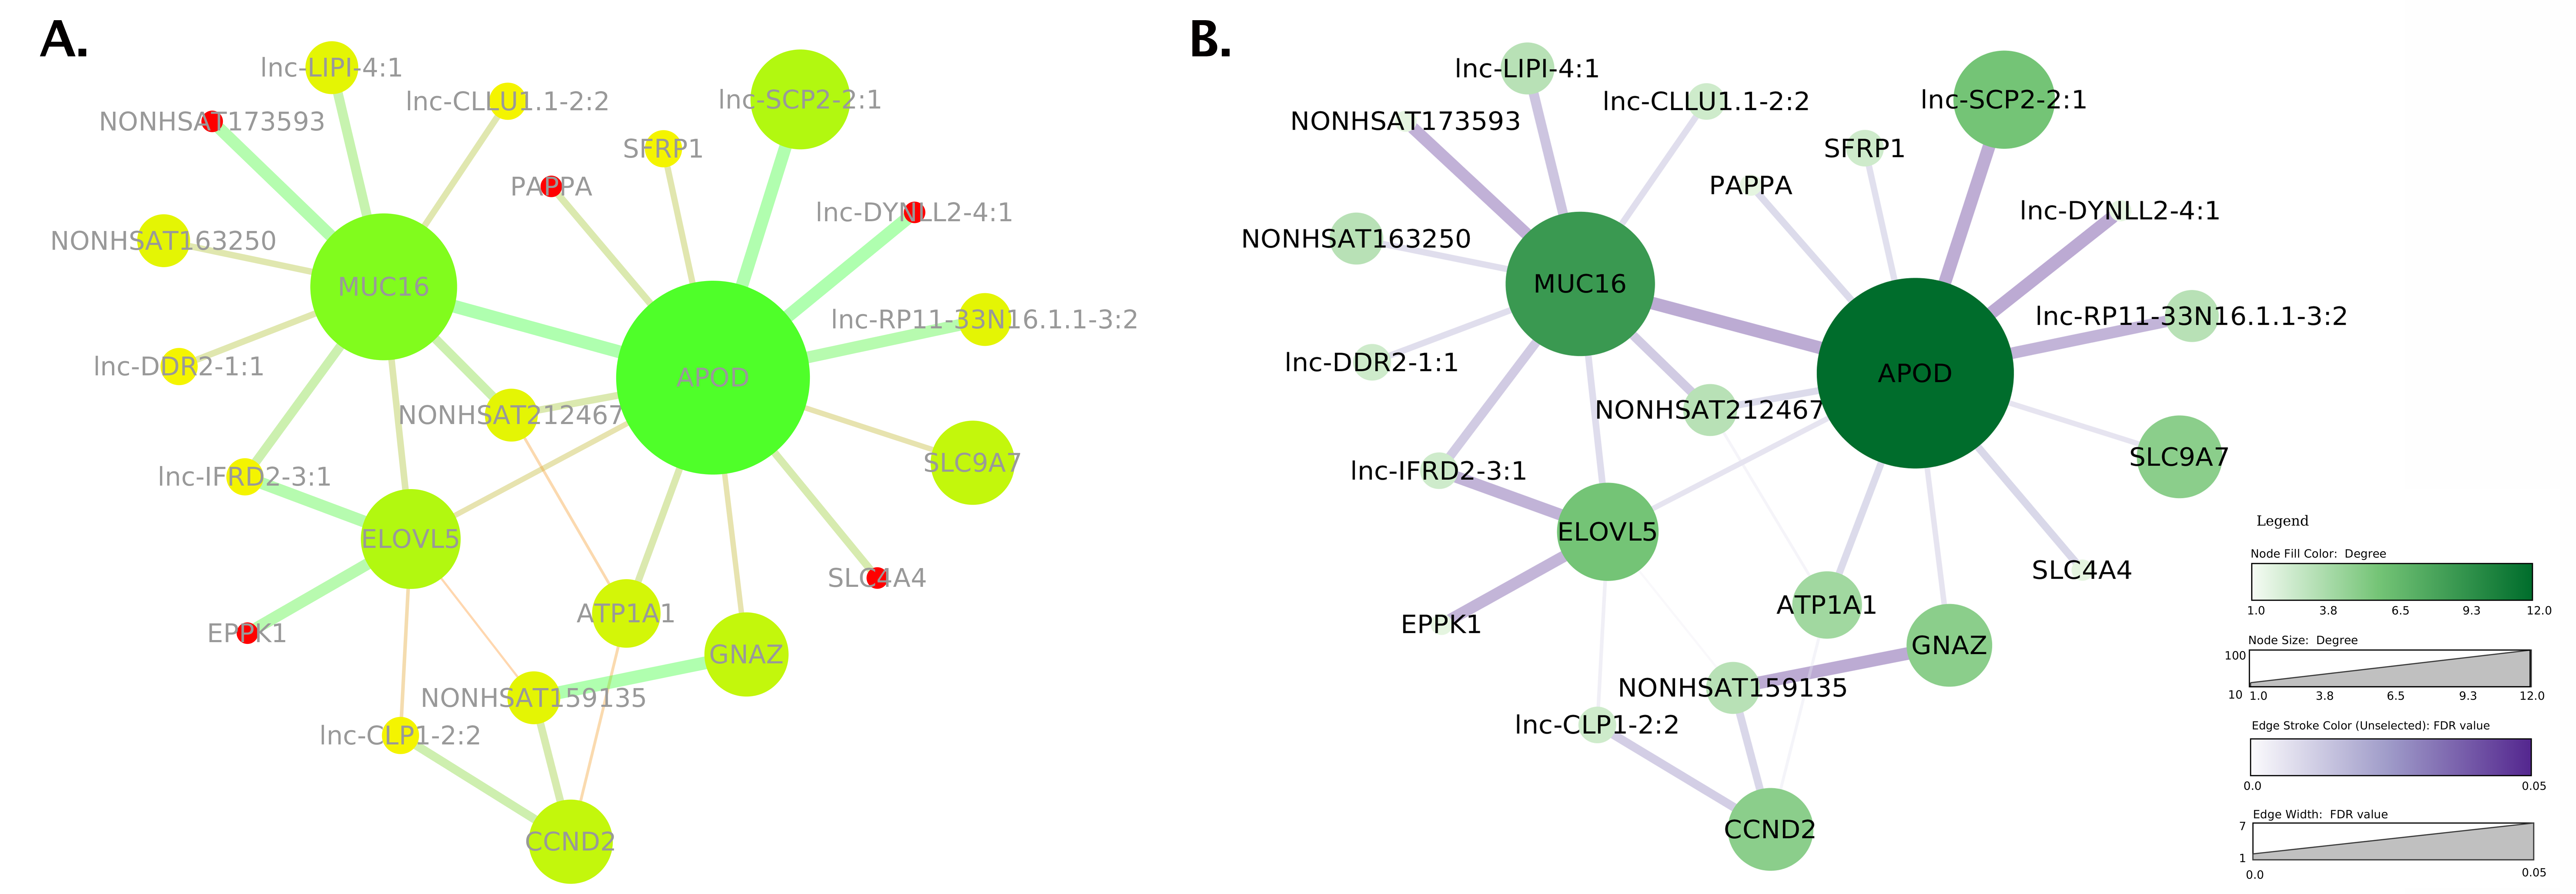 A.
lnc-LIPI-4:1
lnc-CLLU1.1-2:2
lnc-SCP2-2:1
NONHSAT173593
SFRP1
PAPPA
lnc-DYNLL2-4:1
NONHSAT163250
MUC16
lnc-RP11-33N16.1.1-3:2
lnc-DDR2-1:1
APOD
NONHSAT212467
SLC9A7
lnc-IFRD2-3:1
ELOVL5
SLC4A4
ATP1A1
EPPK1
GNAZ
NONHSAT159135
lnc-CLP1-2:2
CCND2
B.
lnc-LIPI-4:1
lnc-CLLU1.1-2:2
lnc-SCP2-2:1
NONHSAT173593
SFRP1
PAPPA
lnc-DYNLL2-4:1
NONHSAT163250
MUC16
lnc-RP11-33N16.1.1-3:2
lnc-DDR2-1:1
APOD
NONHSAT212467
SLC9A7
lnc-IFRD2-3:1
ELOVL5
SLC4A4
ATP1A1
EPPK1
GNAZ
NONHSAT159135
lnc-CLP1-2:2
CCND2
Legend
Node Fill Color: Degree
1.0 3.8 6.5 9.3 12.0
Node Size: Degree
100
10
1.0 3.8 6.5 9.3 12.0
Edge Stroke Color (Unselected): FDR value
0.0 0.05
Edge Width: FDR value
7
1
0.0 0.05